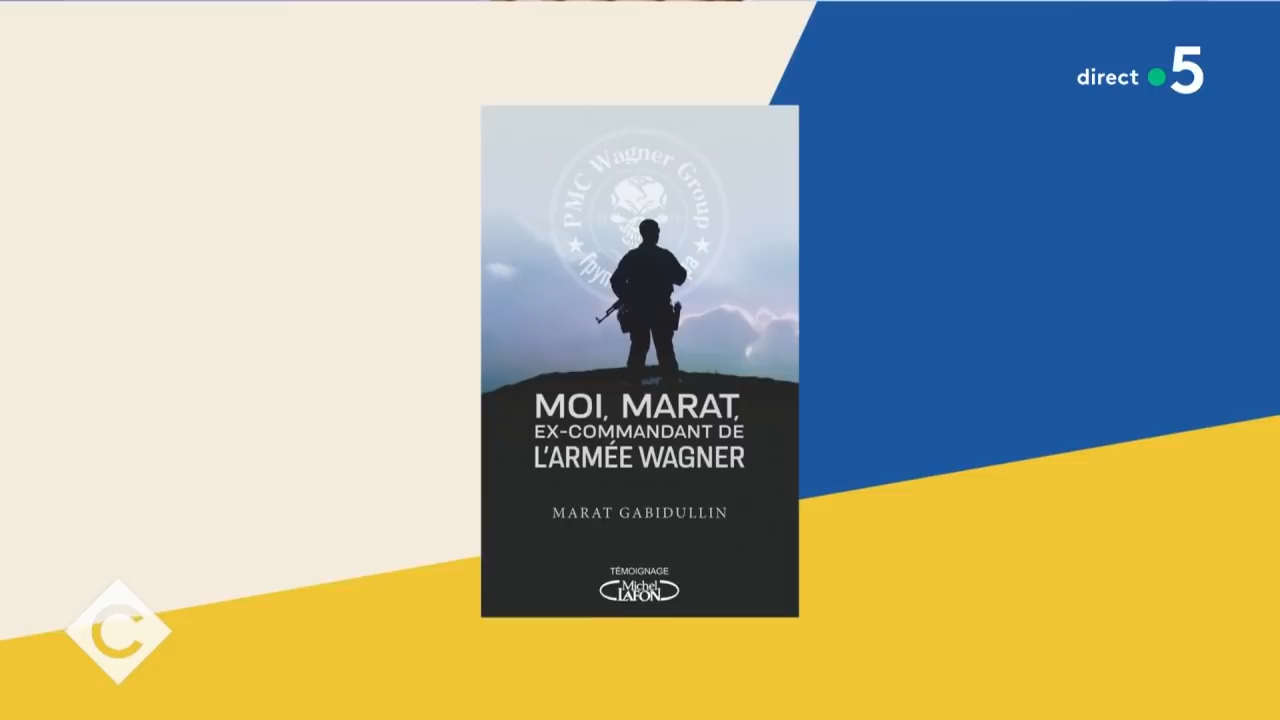 direct 5
PMC Wagner Group
MOI, MARAT,
EX-COMMANDANT DE
L'ARMÉE WAGNER
MARAT GABIDULLIN
TÉMOIGNAGE
Michel
LAFON
C